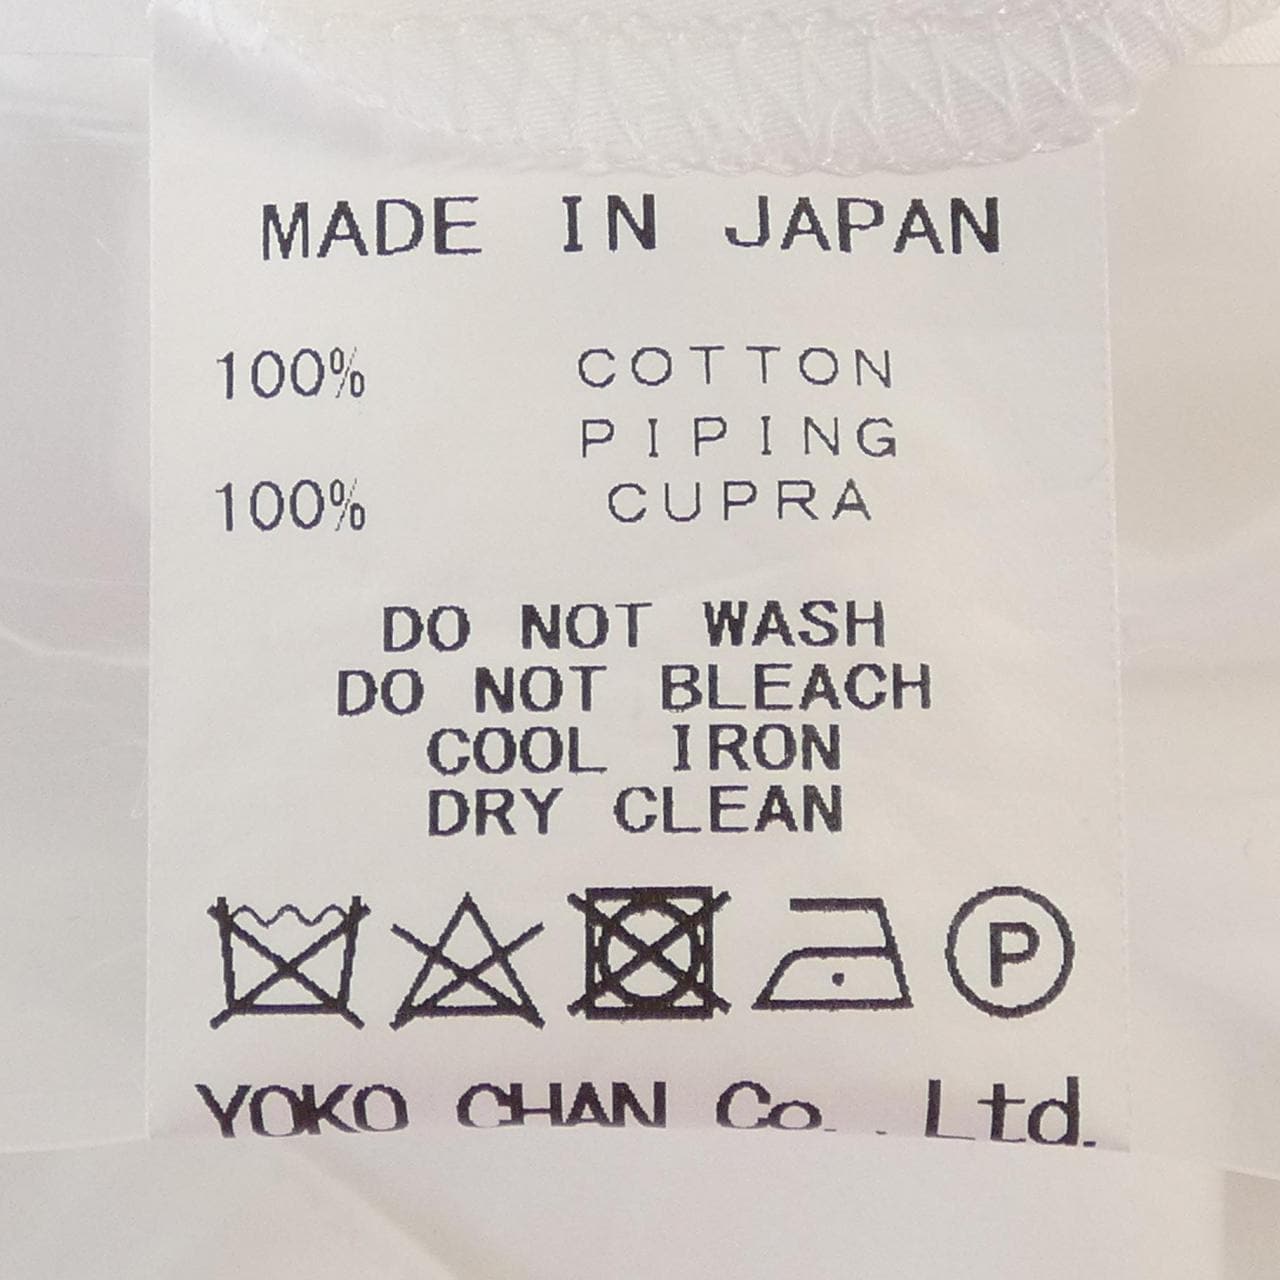 MADE IN JAPAN
100% COTTON
PIPING
100% CUPRA
DO NOT WASH
DO NOT BLEACH
COOL IRON
DRY CLEAN
P
YOKO CHAN Co., Ltd.